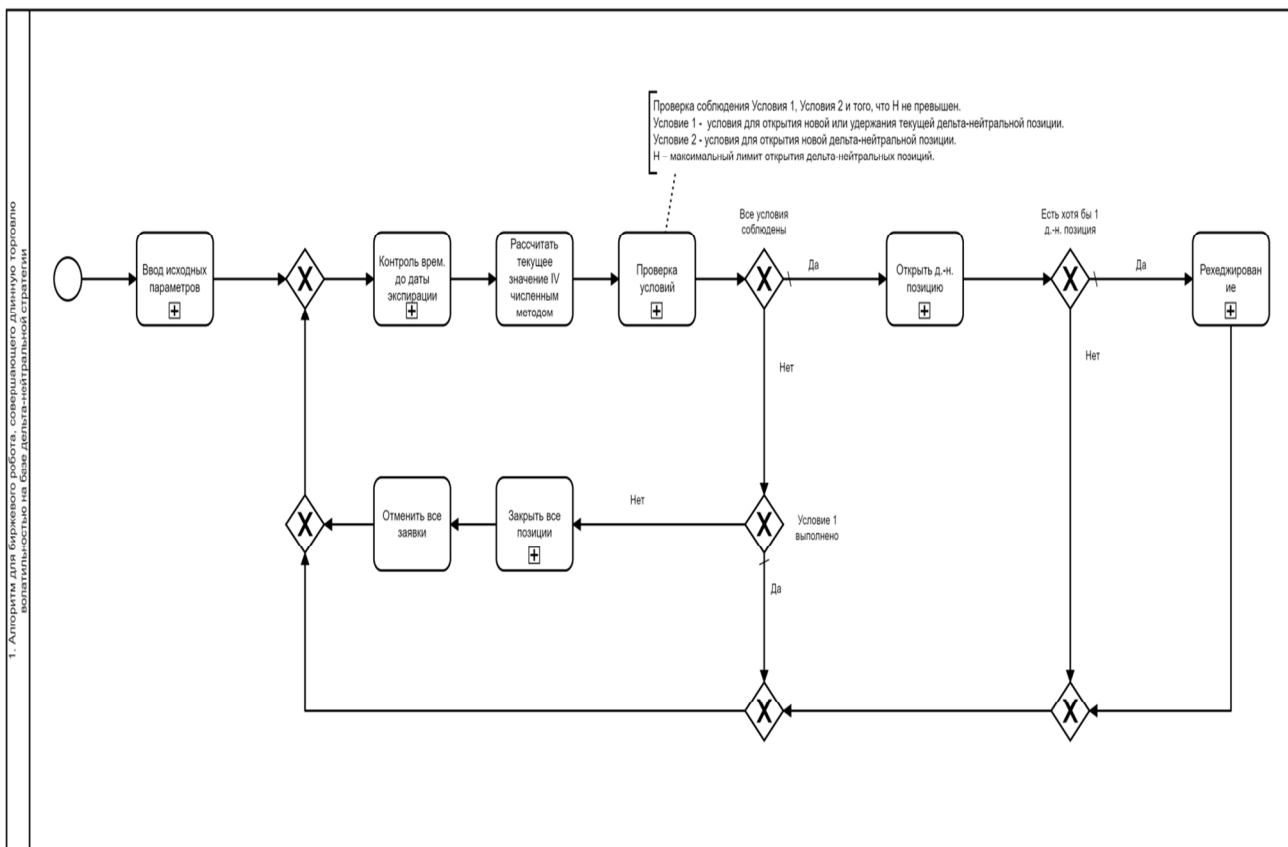 1. Алгоритм для биржевого робота, совершающего длинную торговлю
волатильностью на базе дельта-нейтральной стратегии
Проверка соблюдения Условия 1, Условия 2 и того, что Н не превышен.
Условие 1 - условия для открытия новой или удержания текущей дельта-нейтральной позиции.
Условие 2 - условия для открытия новой дельта-нейтральной позиции.
Н – максимальный лимит открытия дельта-нейтральных позиций.
Ввод исходных
параметров
Контроль врем.
до даты
экспирации
Рассчитать
текущее
значение IV
численным
методом
Проверка
условий
Все условия
соблюдены
Да
Открыть д.-н.
позицию
Есть хотя бы 1
д.-н. позиция
Да
Рехеджирован
ие
Нет
Нет
Отменить все
заявки
Закрыть все
позиции
Нет
Условие 1
выполнено
Да